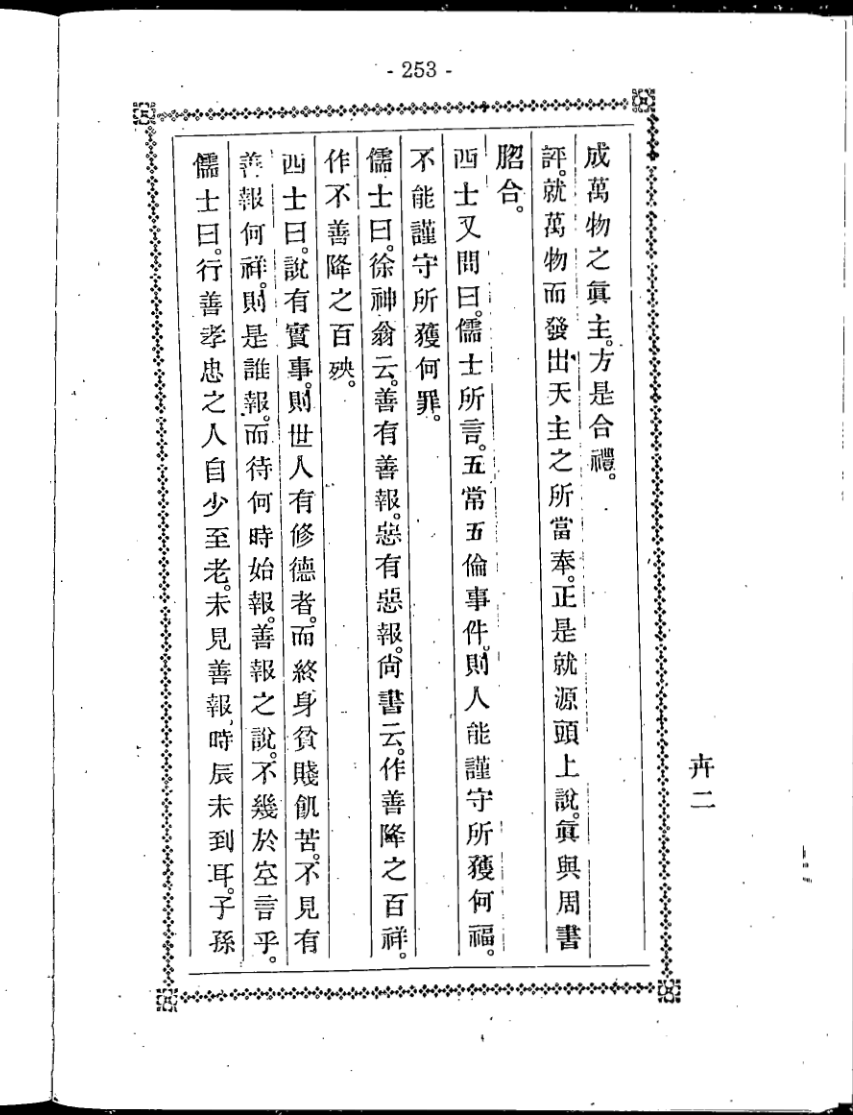 - 253 -
成萬物之眞主。方是合禮。
評。就萬物而發出天主之所當奉。正是就源頭上說。眞與周書
脗合。
西士又問曰。儒士所言。五常五倫事件。則人能謹守所獲何福。
不能謹守所獲何罪。
儒士曰。徐神翁云。善有善報。惡有惡報。尙書云。作善降之百祥。
作不善降之百殃。
西士曰。說有實事。則世人有修德者。而終身貧賤飢苦。不見有
善報何祥。則是誰報。而待何時始報。善報之說。不幾於空言乎。
儒士曰。行善孝忠之人自少至老。未見善報、時辰未到耳。子孫
卉二